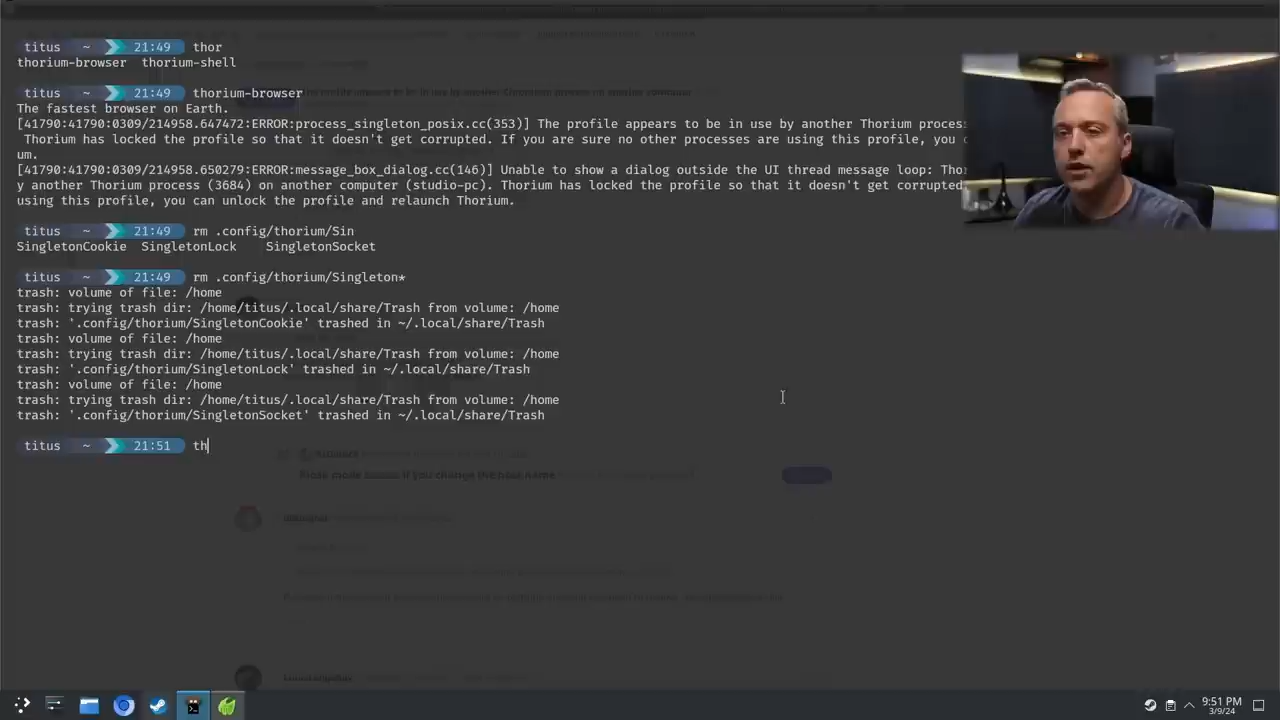 titus ~ 21:49 thor
thorium-browser thorium-shell
titus ~ 21:49 thorium-browser
The fastest browser on Earth.
[41790:41790:0309/214958.647472:ERROR:process_singleton_posix.cc(353)] The profile appears to be in use by another Thorium proces
Thorium has locked the profile so that it doesn't get corrupted. If you are sure no other processes are using this profile, you c
um.
[41790:41790:0309/214958.650279:ERROR:message_box_dialog.cc(146)] Unable to show a dialog outside the UI thread message loop: Tho
y another Thorium process (3684) on another computer (studio-pc). Thorium has locked the profile so that it doesn't get corrupted
using this profile, you can unlock the profile and relaunch Thorium.
titus ~ 21:49 rm .config/thorium/Sin
SingletonCookie SingletonLock SingletonSocket
titus ~ 21:49 rm .config/thorium/Singleton*
trash: volume of file: /home
trash: trying trash dir: /home/titus/.local/share/Trash from volume: /home
trash: '.config/thorium/SingletonCookie' trashed in ~/.local/share/Trash
trash: volume of file: /home
trash: trying trash dir: /home/titus/.local/share/Trash from volume: /home
trash: '.config/thorium/SingletonLock' trashed in ~/.local/share/Trash
trash: volume of file: /home
trash: trying trash dir: /home/titus/.local/share/Trash from volume: /home
trash: '.config/thorium/SingletonSocket' trashed in ~/.local/share/Trash
titus ~ 21:51 th
if you change the
9:51 PM
3/9/24